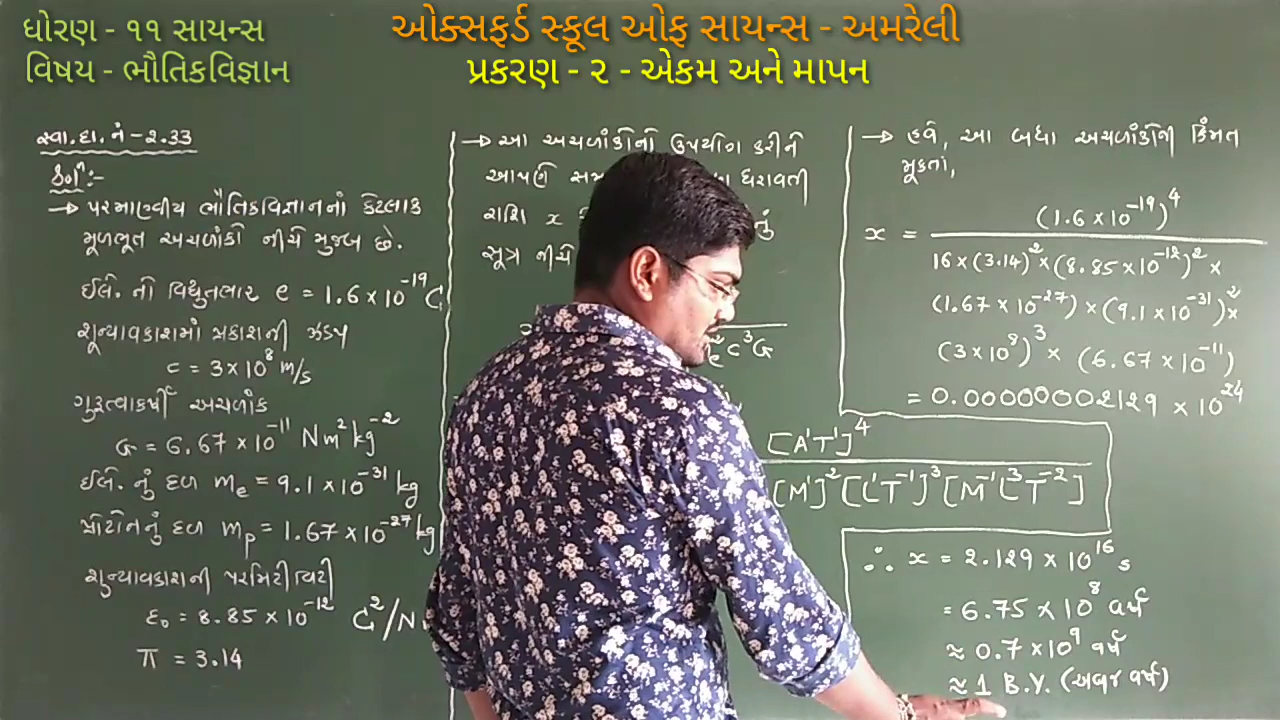 ધોરણ - ૧૧ સાયન્સ
વિષય - ભૌતિકવિજ્ઞાન
ઓક્સફર્ડ સ્કૂલ ઓફ સાયન્સ - અમરેલી
પ્રકરણ - ૨ - એકમ અને માપન
સ્વા.દા.નં - 2.33
→ પરમાણ્વીય ભૌતિકવિજ્ઞાનનાં કેટલાક
મૂળભૂત અચળાંકો નીચે મુજબ છે.
ઈલે. નો વિદ્યુતભાર e = 1.6 × 10⁻¹⁹ C
શૂન્યાવકાશમાં પ્રકાશની ઝડપ
c = 3 × 10⁸ m/s
ગુરુત્વાકર્ષી અચળાંક
G = 6.67 × 10⁻¹¹ Nm² kg⁻²
ઈલે. નું દળ mₑ = 9.1 × 10⁻³¹ kg
પ્રોટોનનું દળ mₚ = 1.67 × 10⁻²⁷ kg
શૂન્યાવકાશની પરમિટીવિટી
ε₀ = 8.85 × 10⁻¹² C²/N
π = 3.14
→ આ અચળાંકોનો ઉપયોગ કરીને
આપણે ધરાવતી
રાશિ x નું
સૂત્ર નીચે
c³G
[A¹T¹]⁴
[M¹]² [L¹T⁻¹]³ [M⁻¹L³T⁻²]
→ હવે, આ બધા અચળાંકોની કિંમત
મૂકતાં,
x = (1.6 × 10⁻¹⁹)⁴
16 × (3.14)² × (8.85 × 10⁻¹²)² ×
(1.67 × 10⁻²⁷) × (9.1 × 10⁻³¹)² ×
(3 × 10⁸)³ × (6.67 × 10⁻¹¹)
= 0.00000002129 × 10²⁴
∴ x = 2.129 × 10¹⁶ s
= 6.75 × 10⁸ વર્ષ
≈ 0.7 × 10⁹ વર્ષ
≈ 1 B.Y. (અબજ વર્ષ)